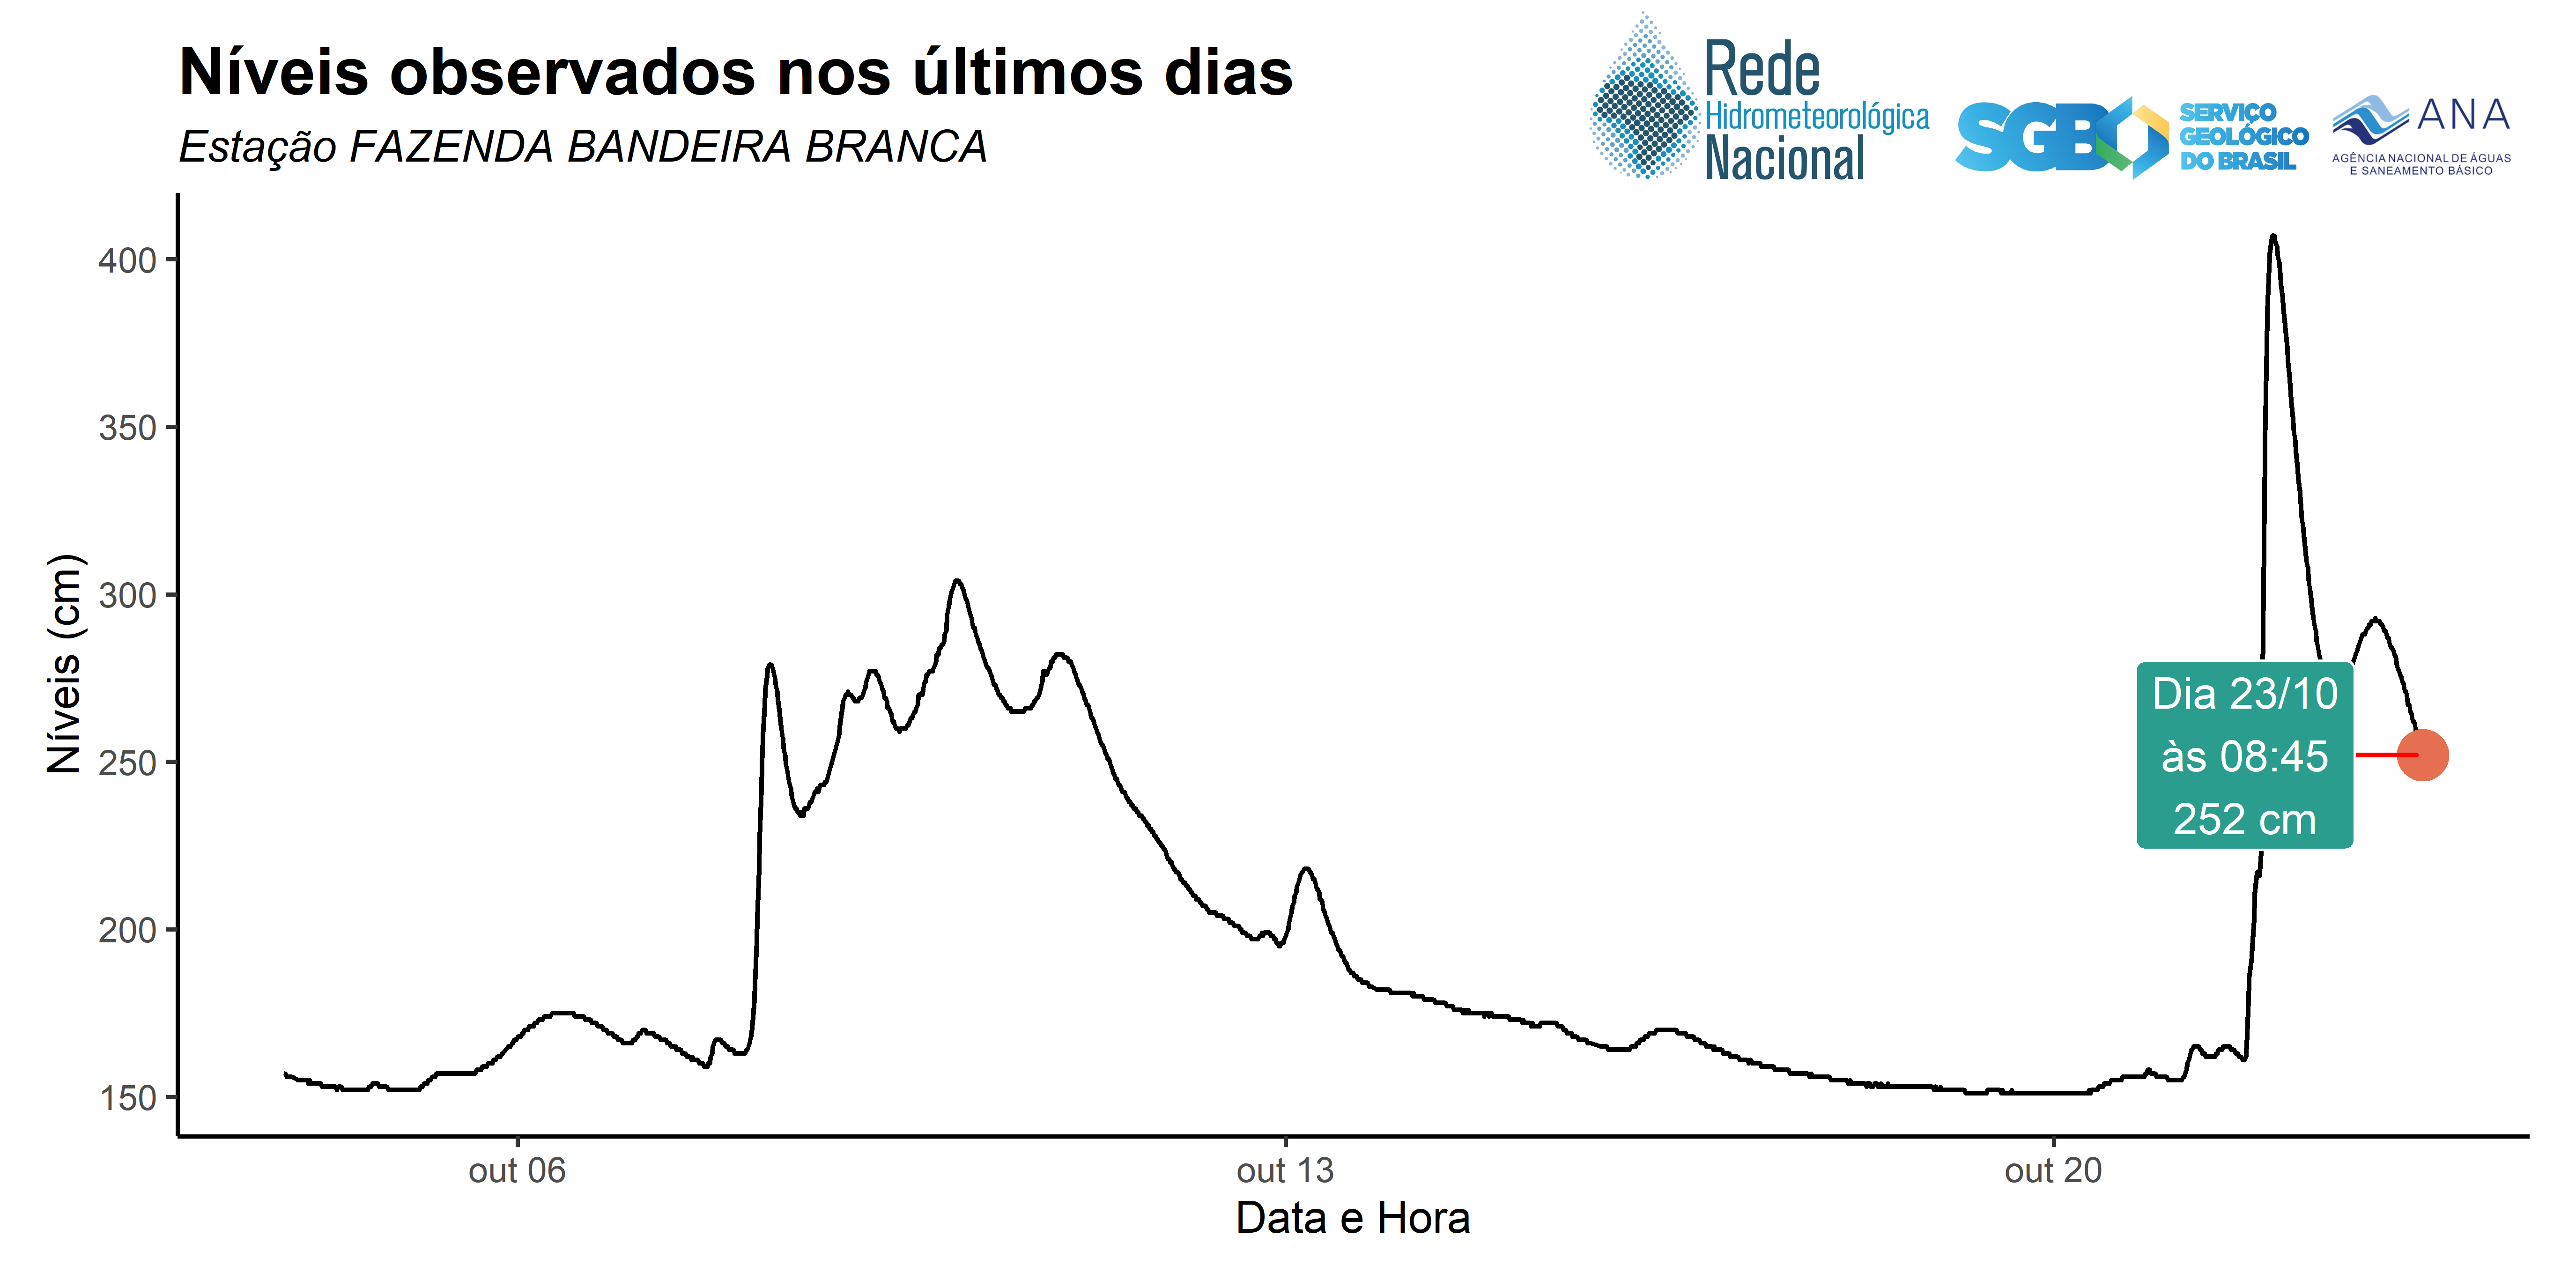 Níveis observados nos últimos dias
Estação FAZENDA BANDEIRA BRANCA
Rede
Hidrometeorológica
Nacional
SGB
SERVIÇO
GEOLÓGICO
DO BRASIL
ANA
AGÊNCIA NACIONAL DE ÁGUAS
E SANEAMENTO BÁSICO
Níveis (cm)
400
350
300
250
200
150
Dia 23/10
às 08:45
252 cm
out 06
out 13
out 20
Data e Hora